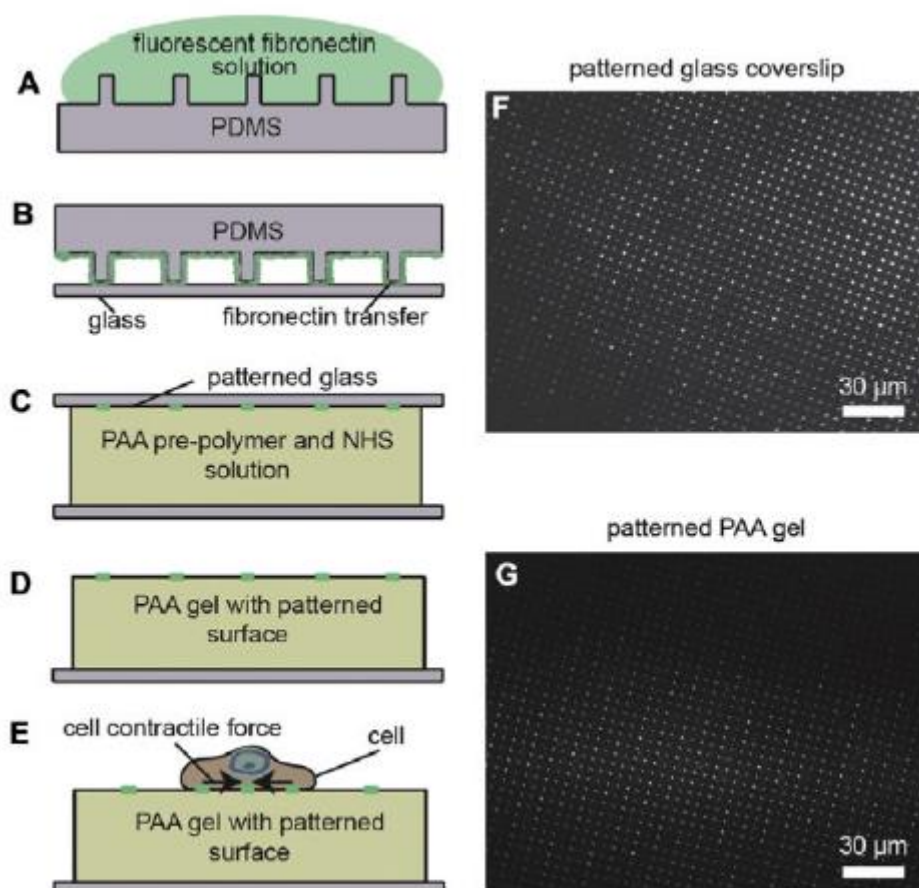 A
fluorescent fibronectin
solution
PDMS
B
PDMS
glass
fibronectin transfer
C
patterned glass
PAA pre-polymer and NHS
solution
D
PAA gel with patterned
surface
E
cell contractile force
cell
PAA gel with patterned
surface
patterned glass coverslip
F
30 µm
patterned PAA gel
G
30 µm